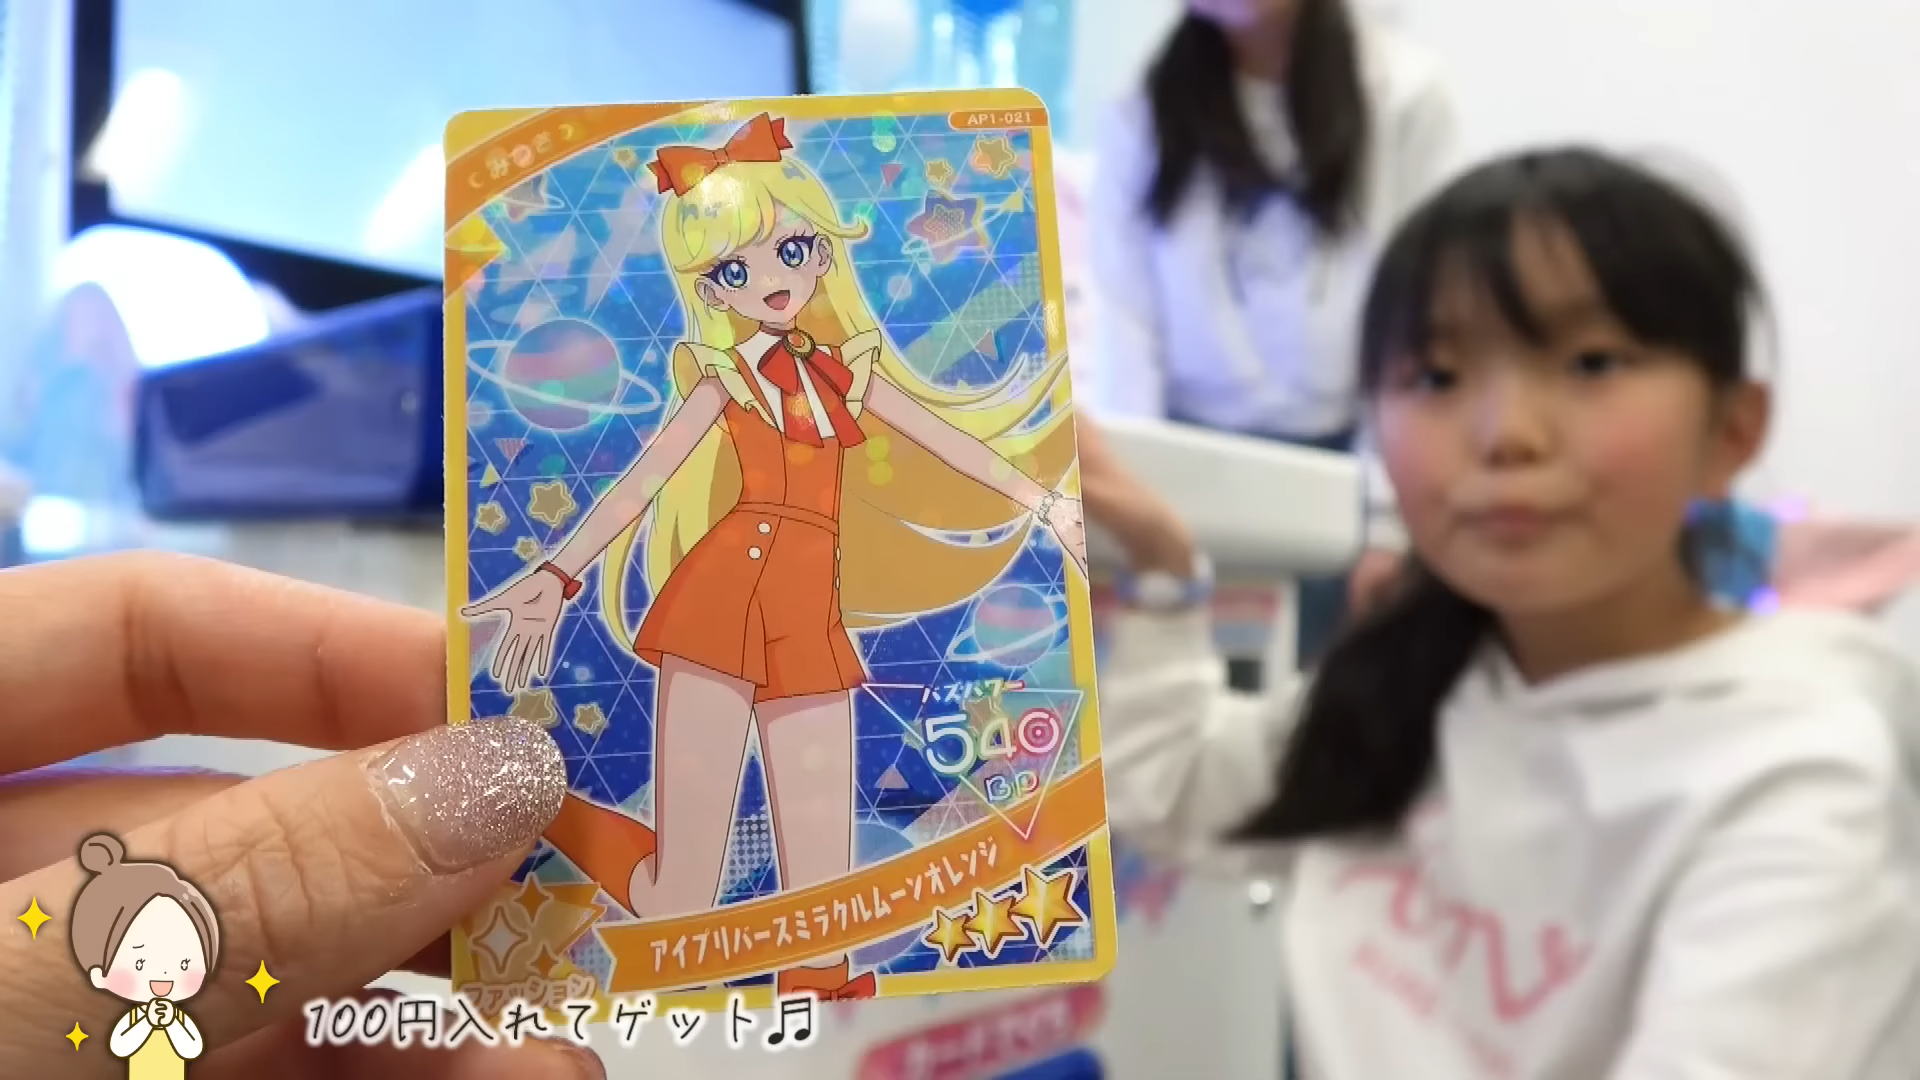 みつき
AP1-021
バズパワー
540
BP
アイプリバースミラクルムーンオレンジ
ファッション
100円入れてゲット♬